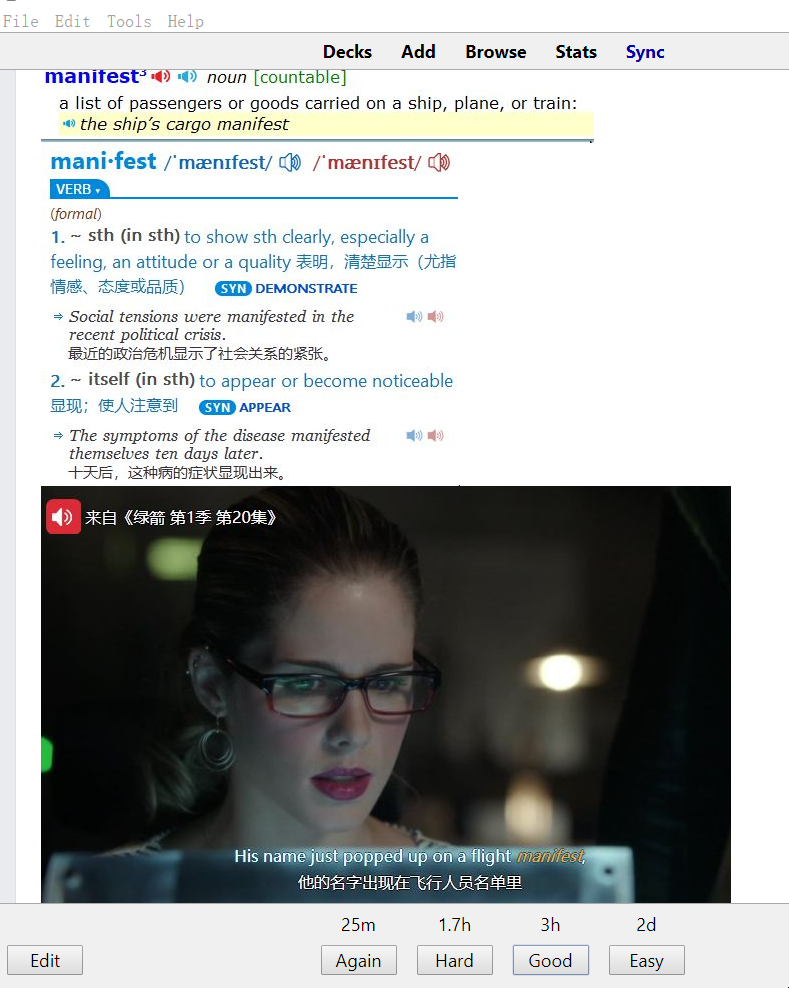 File Edit Tools Help
Decks Add Browse Stats Sync
manifest³ noun [countable]
a list of passengers or goods carried on a ship, plane, or train:
the ship's cargo manifest
mani·fest /ˈmænɪfest/ /ˈmænɪfest/
VERB
(formal)
1. ~ sth (in sth) to show sth clearly, especially a
feeling, an attitude or a quality 表明，清楚显示（尤指
情感、态度或品质） SYN DEMONSTRATE
⇒ Social tensions were manifested in the
recent political crisis.
最近的政治危机显示了社会关系的紧张。
2. ~ itself (in sth) to appear or become noticeable
显现；使人注意到 SYN APPEAR
⇒ The symptoms of the disease manifested
themselves ten days later.
十天后，这种病的症状显现出来。
来自《绿箭 第1季 第20集》
His name just popped up on a flight manifest,
他的名字出现在飞行人员名单里
25m 1.7h 3h 2d
Edit Again Hard Good Easy